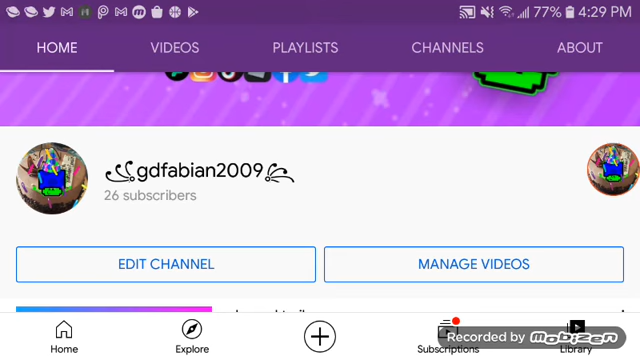 77% 4:29 PM
HOME VIDEOS PLAYLISTS CHANNELS ABOUT
gdfabian2009
26 subscribers
EDIT CHANNEL MANAGE VIDEOS
Home Explore Subscriptions Library
Recorded by Mobizen